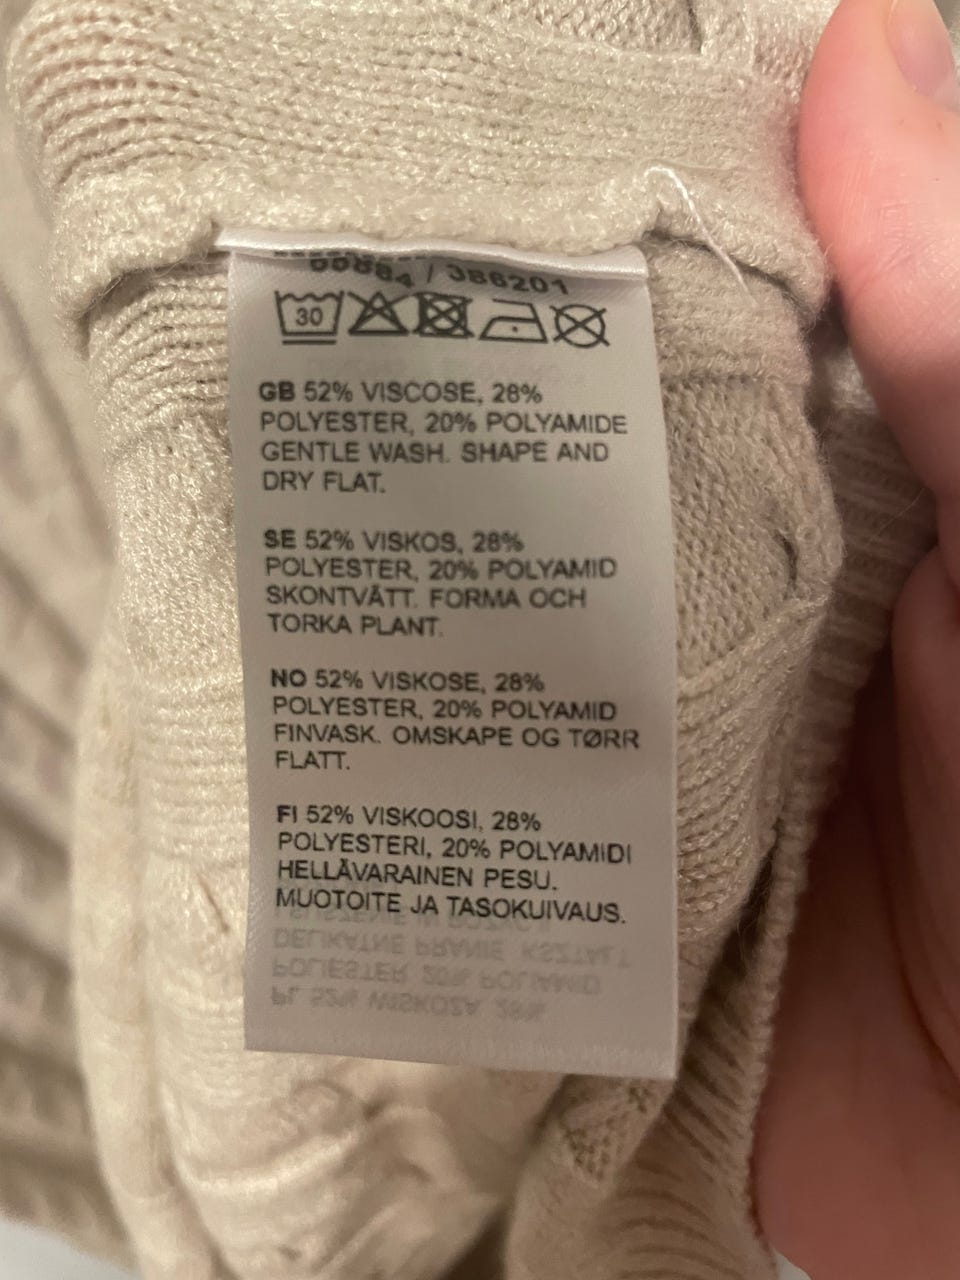 / 386201
30
GB 52% VISCOSE, 28%
POLYESTER, 20% POLYAMIDE
GENTLE WASH. SHAPE AND
DRY FLAT.
SE 52% VISKOS, 28%
POLYESTER, 20% POLYAMID
SKONTVÄTT. FORMA OCH
TORKA PLANT.
NO 52% VISKOSE, 28%
POLYESTER, 20% POLYAMID
FINVASK. OMSKAPE OG TØRR
FLATT.
FI 52% VISKOOSI, 28%
POLYESTERI, 20% POLYAMIDI
HELLÄVARAINEN PESU.
MUOTOITE JA TASOKUIVAUS.